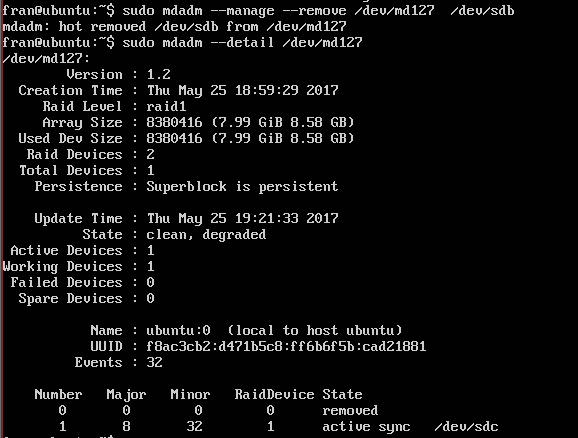 fran@ubuntu:~$ sudo mdadm --manage --remove /dev/md127  /dev/sdb
mdadm: hot removed /dev/sdb from /dev/md127
fran@ubuntu:~$ sudo mdadm --detail /dev/md127
/dev/md127:
Version : 1.2
Creation Time : Thu May 25 18:59:29 2017
Raid Level : raid1
Array Size : 8380416 (7.99 GiB 8.58 GB)
Used Dev Size : 8380416 (7.99 GiB 8.58 GB)
Raid Devices : 2
Total Devices : 1
Persistence : Superblock is persistent
Update Time : Thu May 25 19:21:33 2017
State : clean, degraded
Active Devices : 1
Working Devices : 1
Failed Devices : 0
Spare Devices : 0
Name : ubuntu:0  (local to host ubuntu)
UUID : f8ac3cb2:d471b5c8:ff6b6f5b:cad21881
Events : 32
Number   Major   Minor   RaidDevice State
0       0        0        0      removed
1       8       32        1      active sync   /dev/sdc